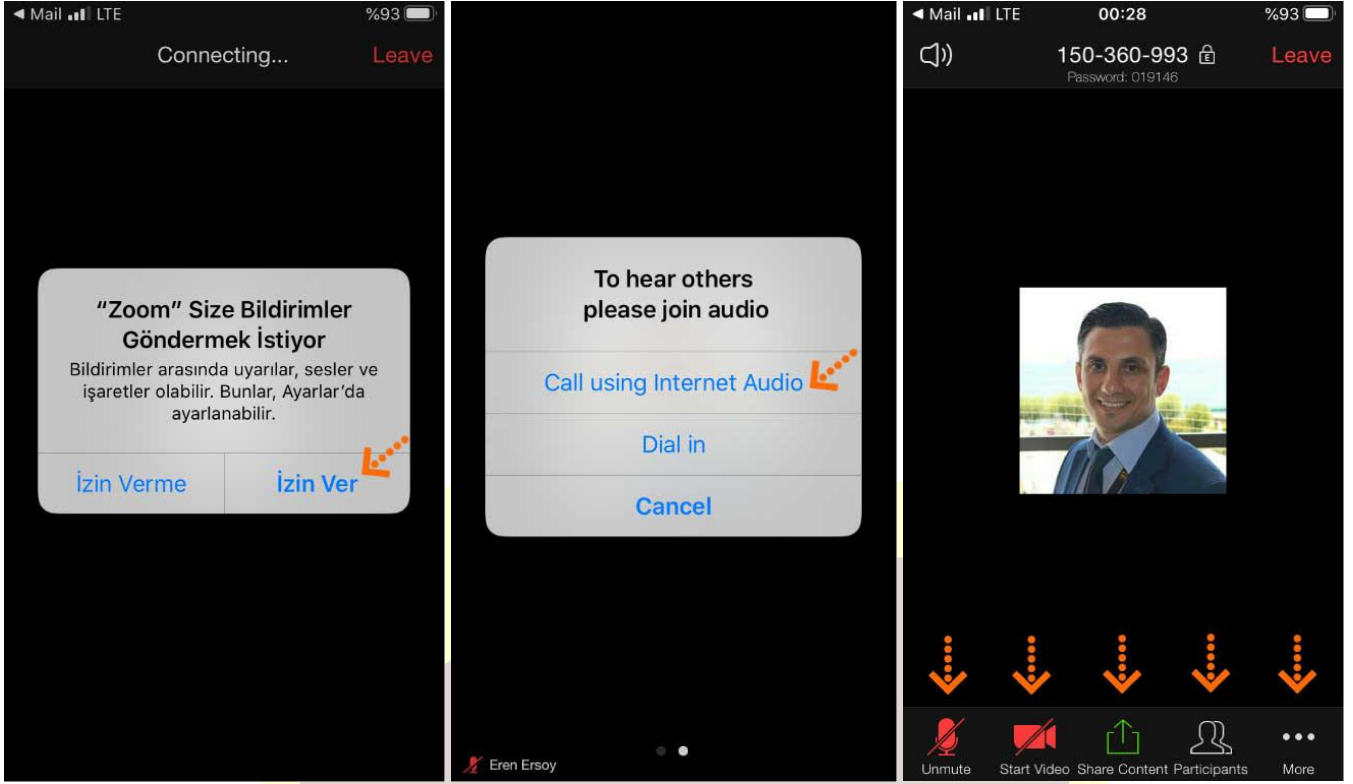 ◄ Mail LTE %93
Connecting... Leave
“Zoom” Size Bildirimler
Göndermek İstiyor
Bildirimler arasında uyarılar, sesler ve
işaretler olabilir. Bunlar, Ayarlar’da
ayarlanabilir.
İzin Verme İzin Ver
To hear others
please join audio
Call using Internet Audio
Dial in
Cancel
Eren Ersoy
◄ Mail LTE 00:28 %93
150-360-993 E Leave
Password: 019146
Unmute Start Video Share Content Participants More